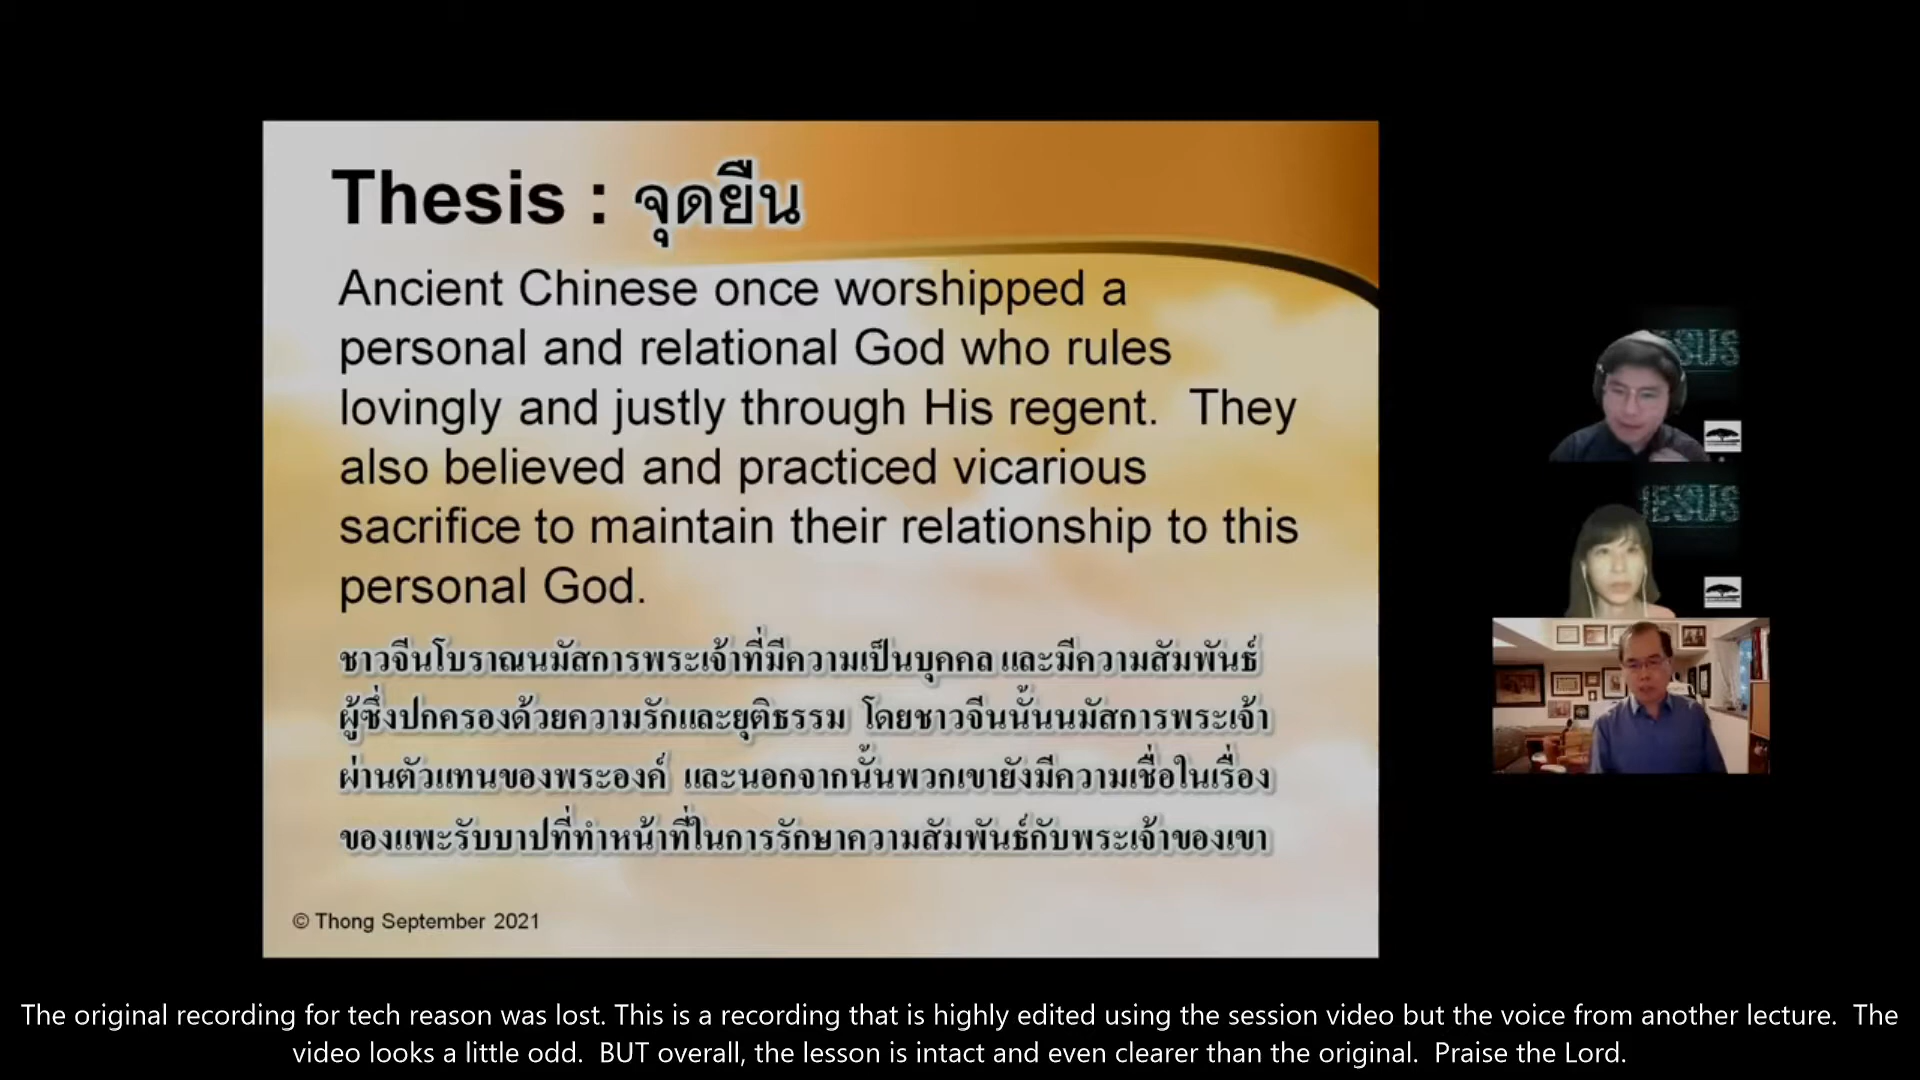 Thesis : จุดยืน
Ancient Chinese once worshipped a
personal and relational God who rules
lovingly and justly through His regent.  They
also believed and practiced vicarious
sacrifice to maintain their relationship to this
personal God.
ชาวจีนโบราณนมัสการพระเจ้าที่มีความเป็นบุคคล และมีความสัมพันธ์
ผู้ซึ่งปกครองด้วยความรักและยุติธรรม โดยชาวจีนนั้นนมัสการพระเจ้า
ผ่านตัวแทนของพระองค์ และนอกจากนั้นพวกเขายังมีความเชื่อในเรื่อง
ของแพะรับบาปที่ทำหน้าที่ในการรักษาความสัมพันธ์กับพระเจ้าของเขา
© Thong September 2021
ESUS
JESUS
The original recording for tech reason was lost. This is a recording that is highly edited using the session video but the voice from another lecture.  The
video looks a little odd.  BUT overall, the lesson is intact and even clearer than the original.  Praise the Lord.